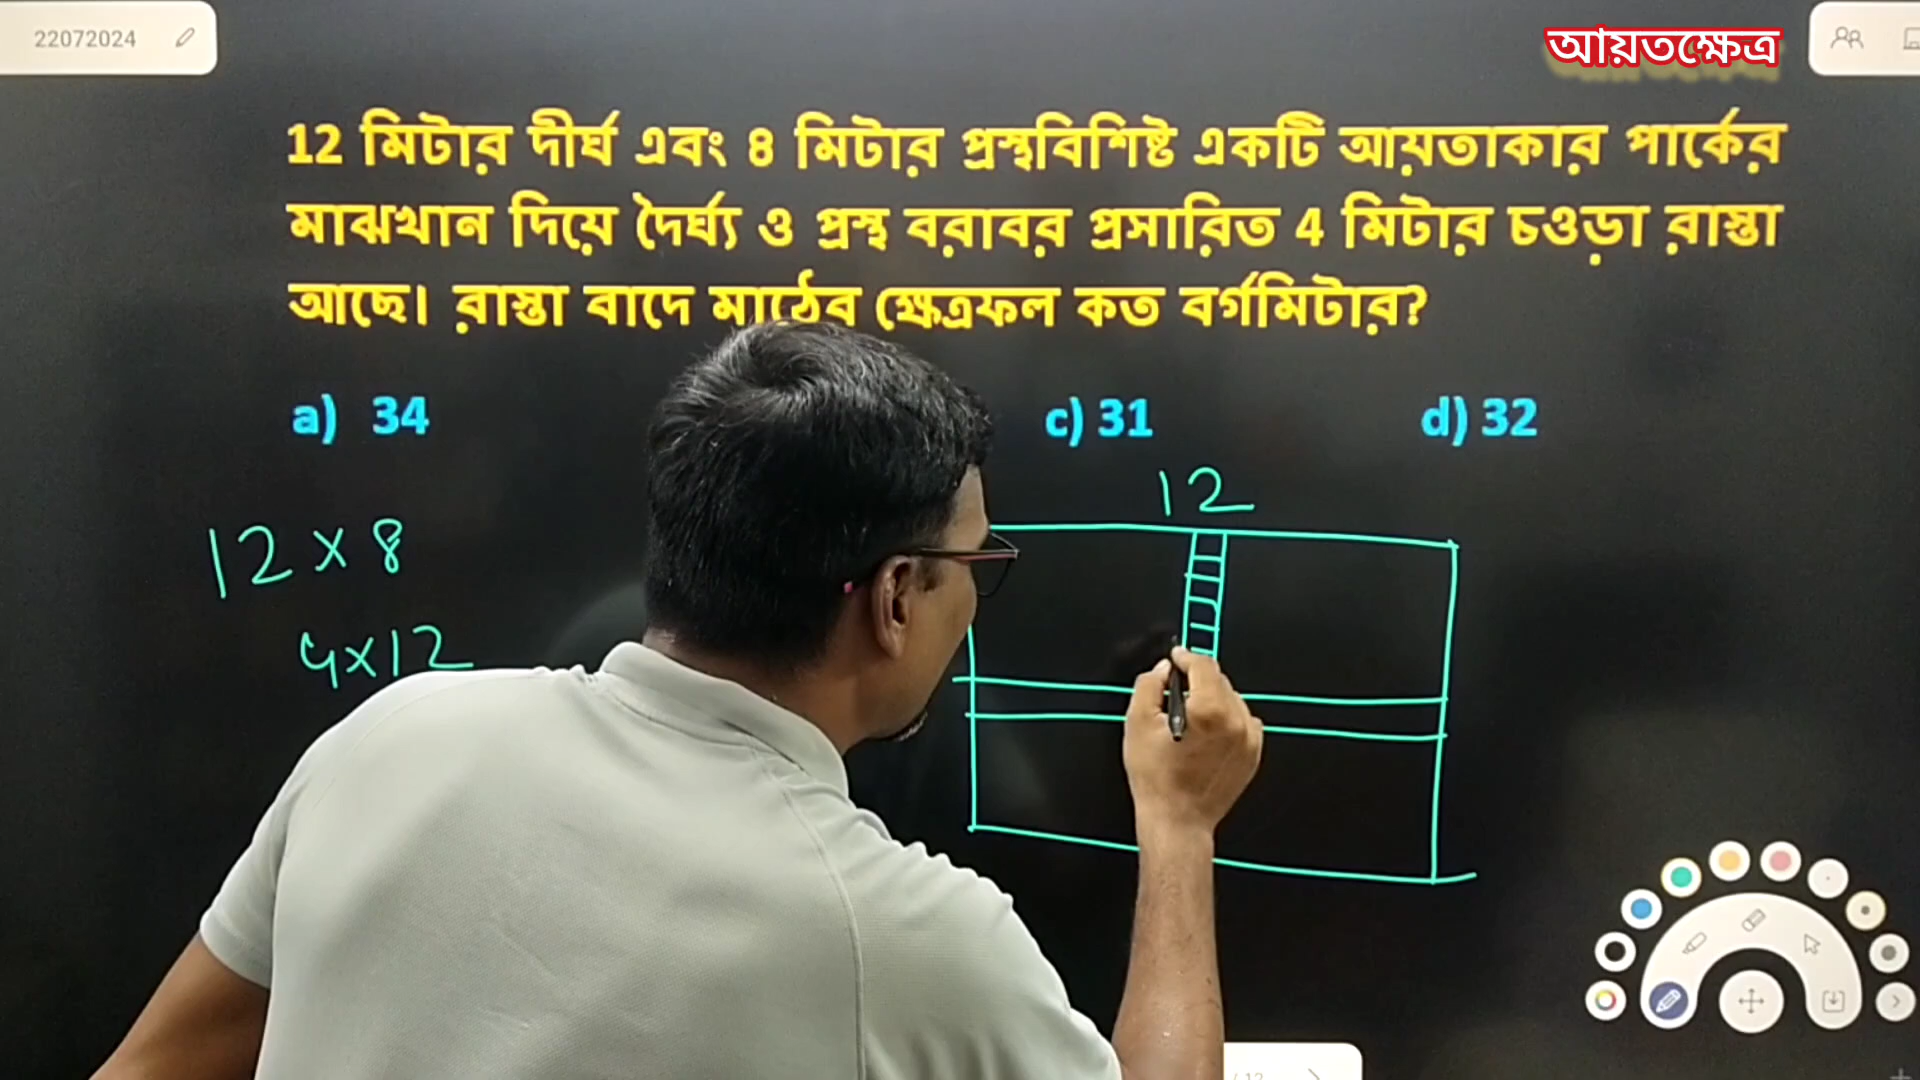 22072024
আয়তক্ষেত্র
12 মিটার দীর্ঘ এবং 8 মিটার প্রস্থবিশিষ্ট একটি আয়তাকার পার্কের
মাঝখান দিয়ে দৈর্ঘ্য ও প্রস্থ বরাবর প্রসারিত 4 মিটার চওড়া রাস্তা
আছে। রাস্তা বাদে মাঠের ক্ষেত্রফল কত বর্গমিটার?
a) 34 c) 31 d) 32
12
12 x 8
4x12